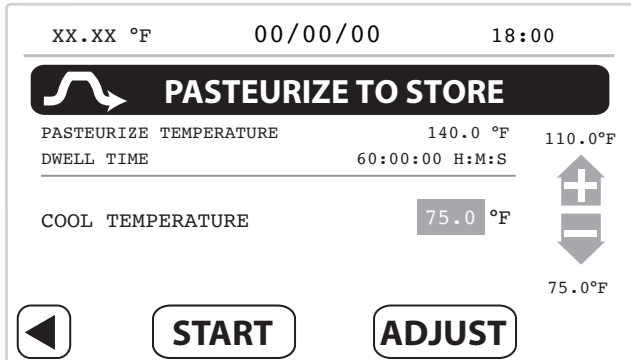 XX.XX °F 00/00/00 18:00
PASTEURIZE TO STORE
PASTEURIZE TEMPERATURE 140.0 °F
DWELL TIME 60:00:00 H:M:S
110.0°F
COOL TEMPERATURE 75.0 °F
75.0°F
START ADJUST